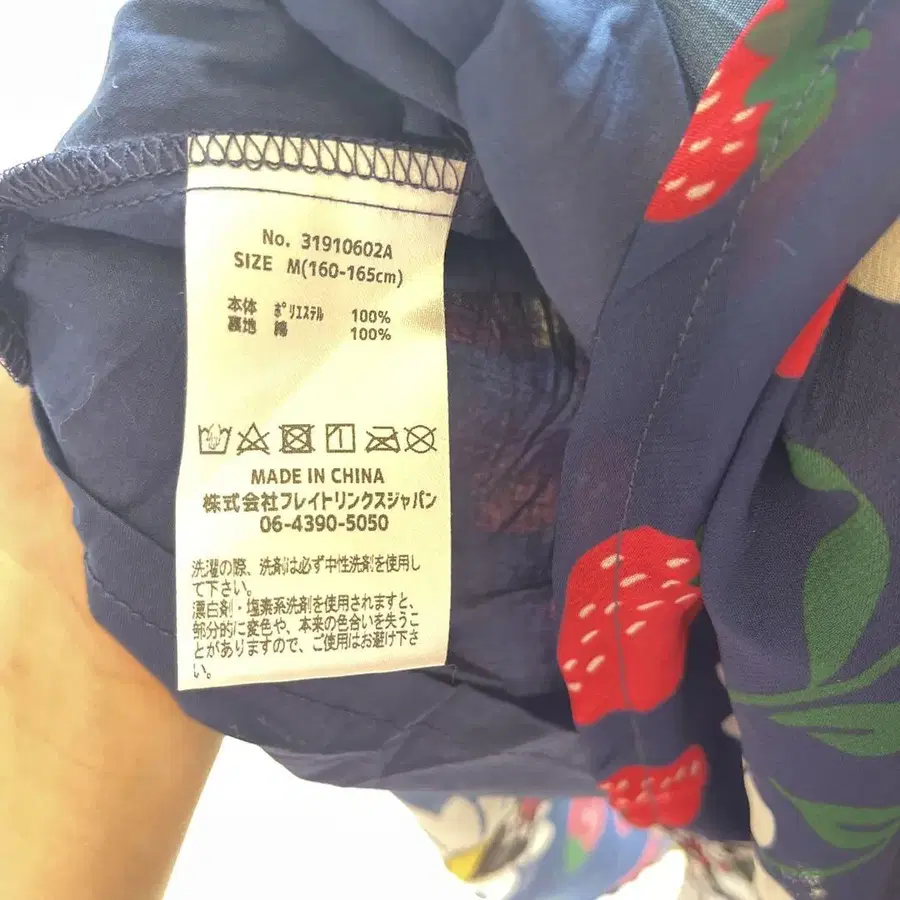 No. 31910602A
SIZE M(160-165cm)
本体 ポリエステル 100%
裏地 綿 100%
MADE IN CHINA
株式会社フレイトリンクスジャパン
06-4390-5050
洗濯の際、洗剤は必ず中性洗剤を使用し
て下さい。
漂白剤・塩素系洗剤を使用されますと、
部分的に変色や、本来の色合いを失うこ
とがありますので、ご使用はお避け下さ
い。